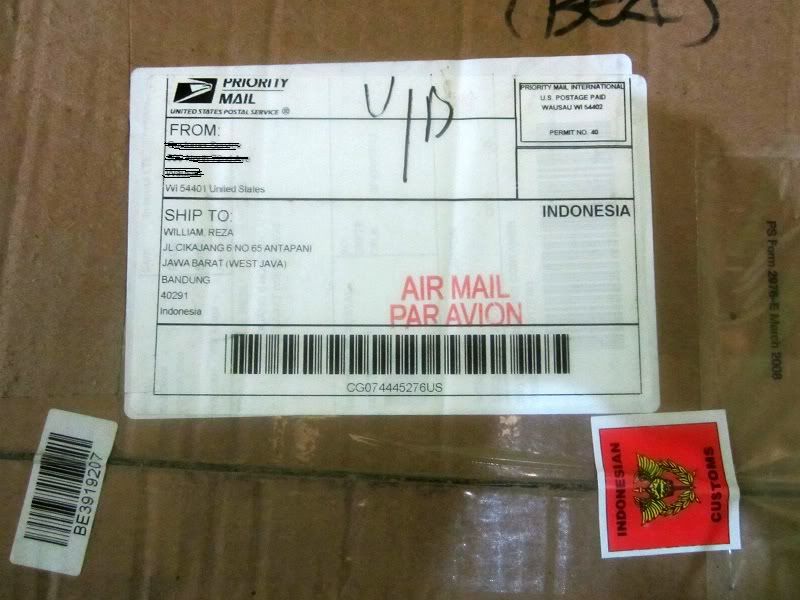 (BEZI)
PRIORITY
MAIL
UNITED STATES POSTAL SERVICE ®
U/B
PRIORITY MAIL INTERNATIONAL
U.S. POSTAGE PAID
WAUSAU WI 54402
PERMIT NO. 40
FROM:
WI 54401 United States
SHIP TO:
INDONESIA
WILLIAM, REZA
JL CIKAJANG 6 NO 65 ANTAPANI
JAWA BARAT (WEST JAVA)
BANDUNG
40291
Indonesia
AIR MAIL
PAR AVION
CG074445276US
PS Form 2976-E March 2008
BE3919207
INDONESIAN
CUSTOMS